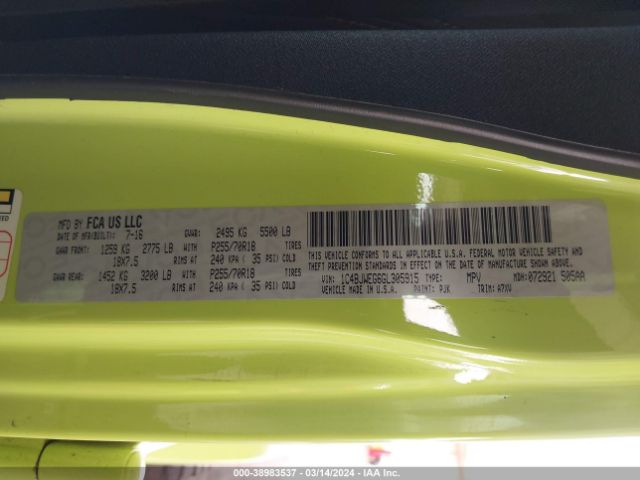 MFD BY FCA US LLC GVWR: 2495 KG 5500 LB
DATE OF MFR(BUILT): 7-16
GAWR FRONT: 1259 KG 2775 LB WITH P255/70R18 TIRES
18X7.5 RIMS AT 240 KPA ( 35 PSI) COLD
GAWR REAR: 1452 KG 3200 LB WITH P255/70R18 TIRES
18X7.5 RIMS AT 240 KPA ( 35 PSI) COLD
THIS VEHICLE CONFORMS TO ALL APPLICABLE U.S.A. FEDERAL MOTOR VEHICLE SAFETY AND
THEFT PREVENTION STANDARDS IN EFFECT ON THE DATE OF MANUFACTURE SHOWN ABOVE.
VIN: 1C4BJWEG6GL305915 TYPE: MPV MDH: 072921 505AA
VEHICLE MADE IN U.S.A. PAINT: PJK TRIM: A7XV
000-38983537 - 03/14/2024 - IAA Inc.